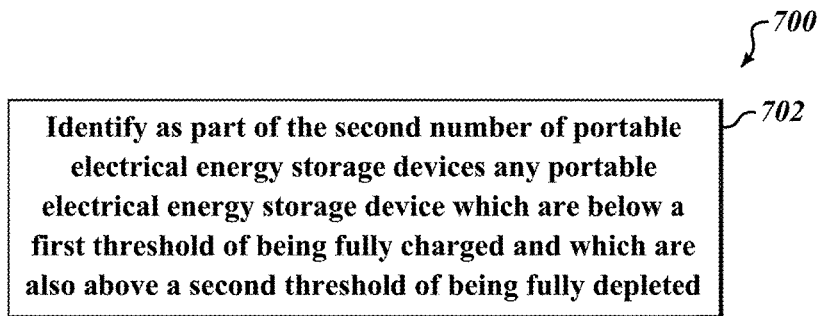 700
702
Identify as part of the second number of portable
electrical energy storage devices any portable
electrical energy storage device which are below a
first threshold of being fully charged and which are
also above a second threshold of being fully depleted